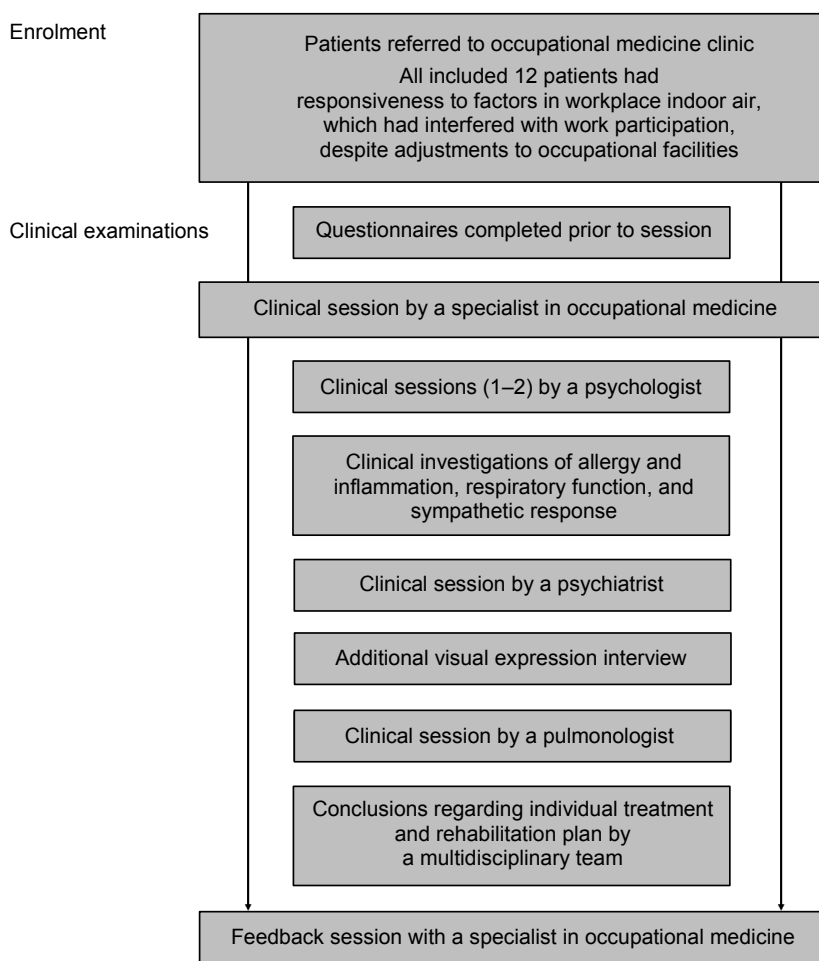 Enrolment
Patients referred to occupational medicine clinic
All included 12 patients had
responsiveness to factors in workplace indoor air,
which had interfered with work participation,
despite adjustments to occupational facilities
Clinical examinations
Questionnaires completed prior to session
Clinical session by a specialist in occupational medicine
Clinical sessions (1–2) by a psychologist
Clinical investigations of allergy and
inflammation, respiratory function, and
sympathetic response
Clinical session by a psychiatrist
Additional visual expression interview
Clinical session by a pulmonologist
Conclusions regarding individual treatment
and rehabilitation plan by
a multidisciplinary team
Feedback session with a specialist in occupational medicine